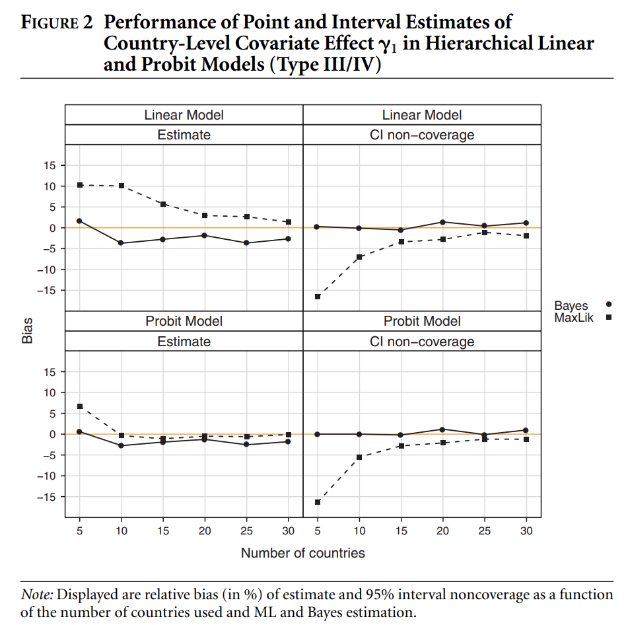 FIGURE 2 Performance of Point and Interval Estimates of
Country-Level Covariate Effect γ1 in Hierarchical Linear
and Probit Models (Type III/IV)
Linear Model
Linear Model
Estimate
CI non−coverage
15
10
5
0
−5
−10
−15
Probit Model
Probit Model
Estimate
CI non−coverage
15
10
5
0
−5
−10
−15
Bias
5 10 15 20 25 30 5 10 15 20 25 30
Number of countries
Bayes
MaxLik
Note: Displayed are relative bias (in %) of estimate and 95% interval noncoverage as a function
of the number of countries used and ML and Bayes estimation.